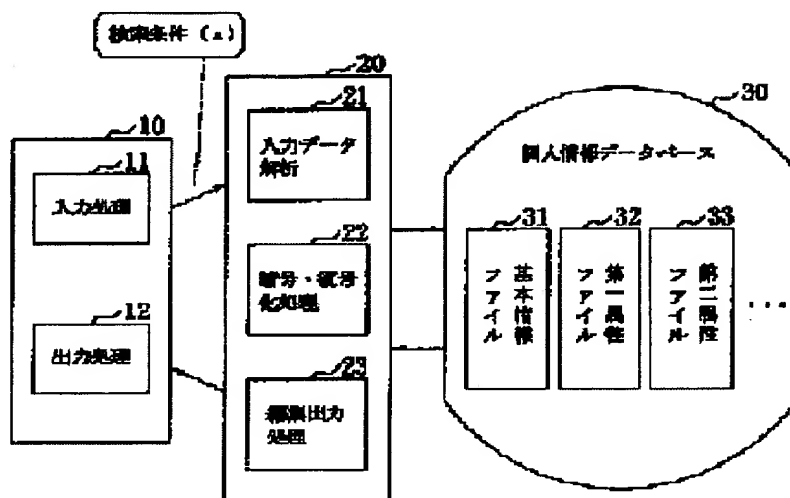 検索条件 (a)
20
10
21
入力データ
解析
11
入力処理
22
暗号・復号
化処理
12
出力処理
23
編集出力
処理
30
個人情報データベース
31
基本情報
ファイル
32
第一属性
ファイル
33
第二属性
ファイル
....